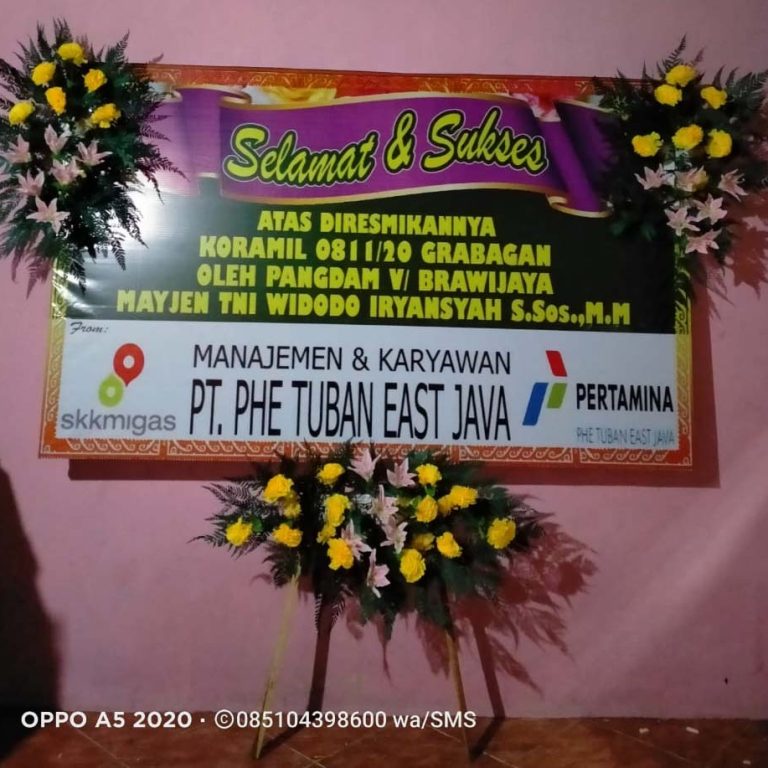 Selamat & Sukses
ATAS DIRESMIKANNYA
KORAMIL 0811/20 GRABAGAN
OLEH PANGDAM V/ BRAWIJAYA
MAYJEN TNI WIDODO IRYANSYAH S.Sos.,M.M
From:
MANAJEMEN & KARYAWAN
PT. PHE TUBAN EAST JAVA
skkmigas
PERTAMINA
PHE TUBAN EAST JAVA
OPPO A5 2020 · ©085104398600 wa/SMS